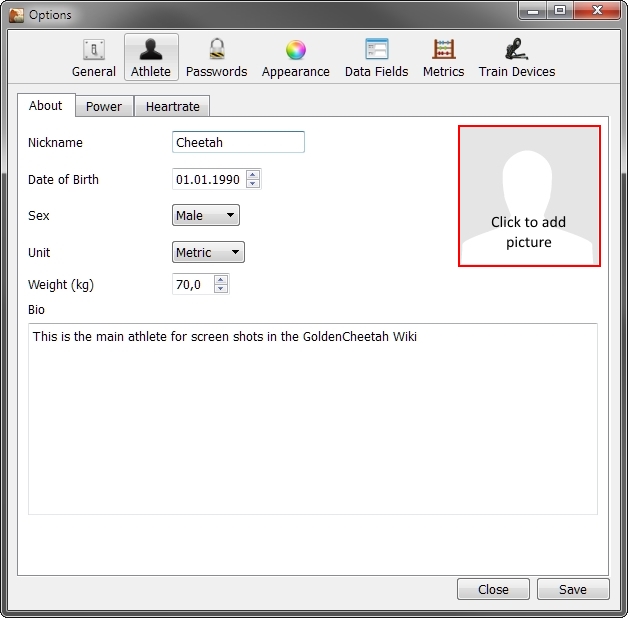 Options
General Athlete Passwords Appearance Data Fields Metrics Train Devices
About Power Heartrate
Nickname Cheetah
Date of Birth 01.01.1990
Sex Male
Unit Metric
Weight (kg) 70,0
Click to add
picture
Bio
This is the main athlete for screen shots in the GoldenCheetah Wiki
Close Save